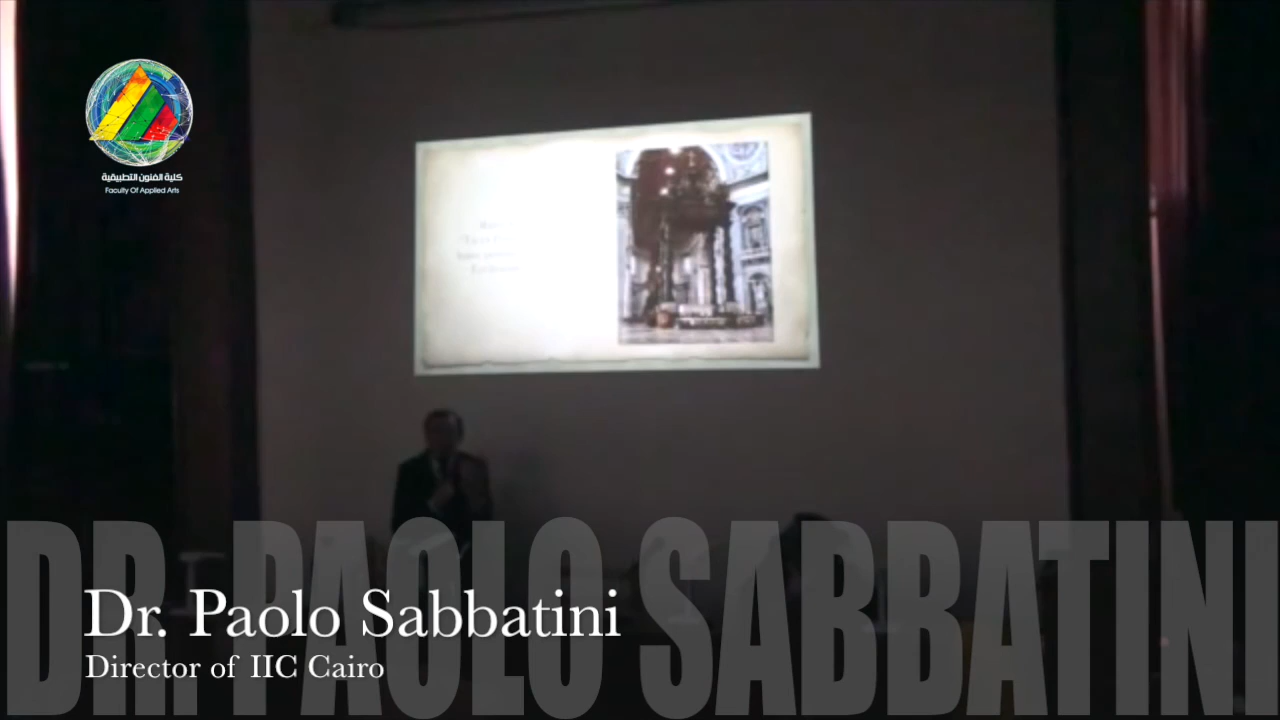 كلية الفنون التطبيقية
Faculty Of Applied Arts
DR. PAOLO SABBATINI
Dr. Paolo Sabbatini
Director of IIC Cairo